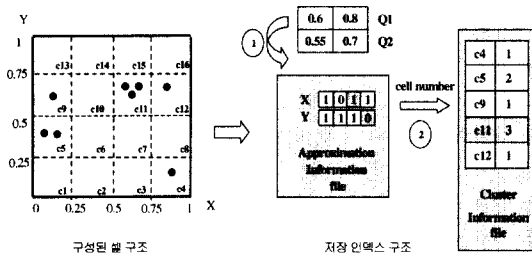 Y
1
0.75
0.5
0.25
0
0.25
0.5
0.75
1
X
c13
c14
c15
c16
c9
c10
c11
c12
c5
c6
c7
c8
c1
c2
c3
c4
구성된 셀 구조
1
0.6 0.8 Q1
0.55 0.7 Q2
X 1 0 1 1
Y 1 1 1 0
Approximation
Information
file
cell number
2
저장 인덱스 구조
c4 1
c5 2
c9 1
c11 3
c12 1
Cluster
Information
file